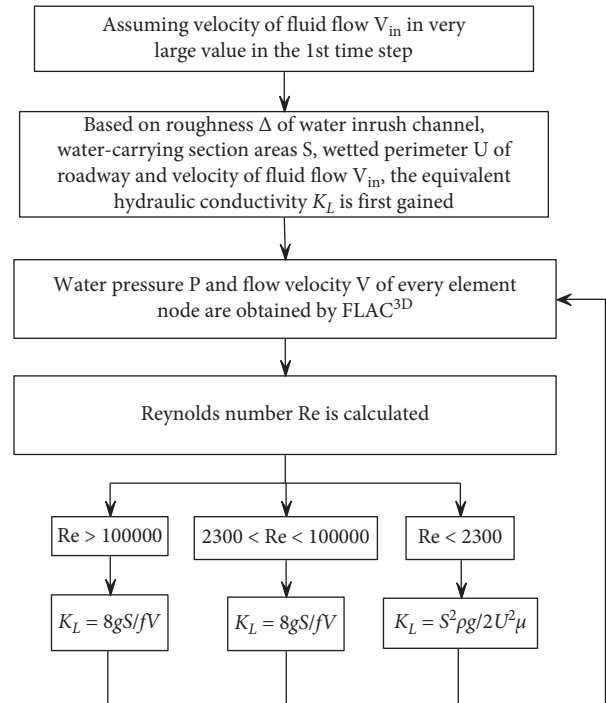 Assuming velocity of fluid flow V_in in very
large value in the 1st time step
Based on roughness Δ of water inrush channel,
water-carrying section areas S, wetted perimeter U of
roadway and velocity of fluid flow V_in, the equivalent
hydraulic conductivity K_L is first gained
Water pressure P and flow velocity V of every element
node are obtained by FLAC^3D
Reynolds number Re is calculated
Re > 100000
2300 < Re < 100000
Re < 2300
K_L = 8gS/fV
K_L = 8gS/fV
K_L = S²ρg/2U²μ